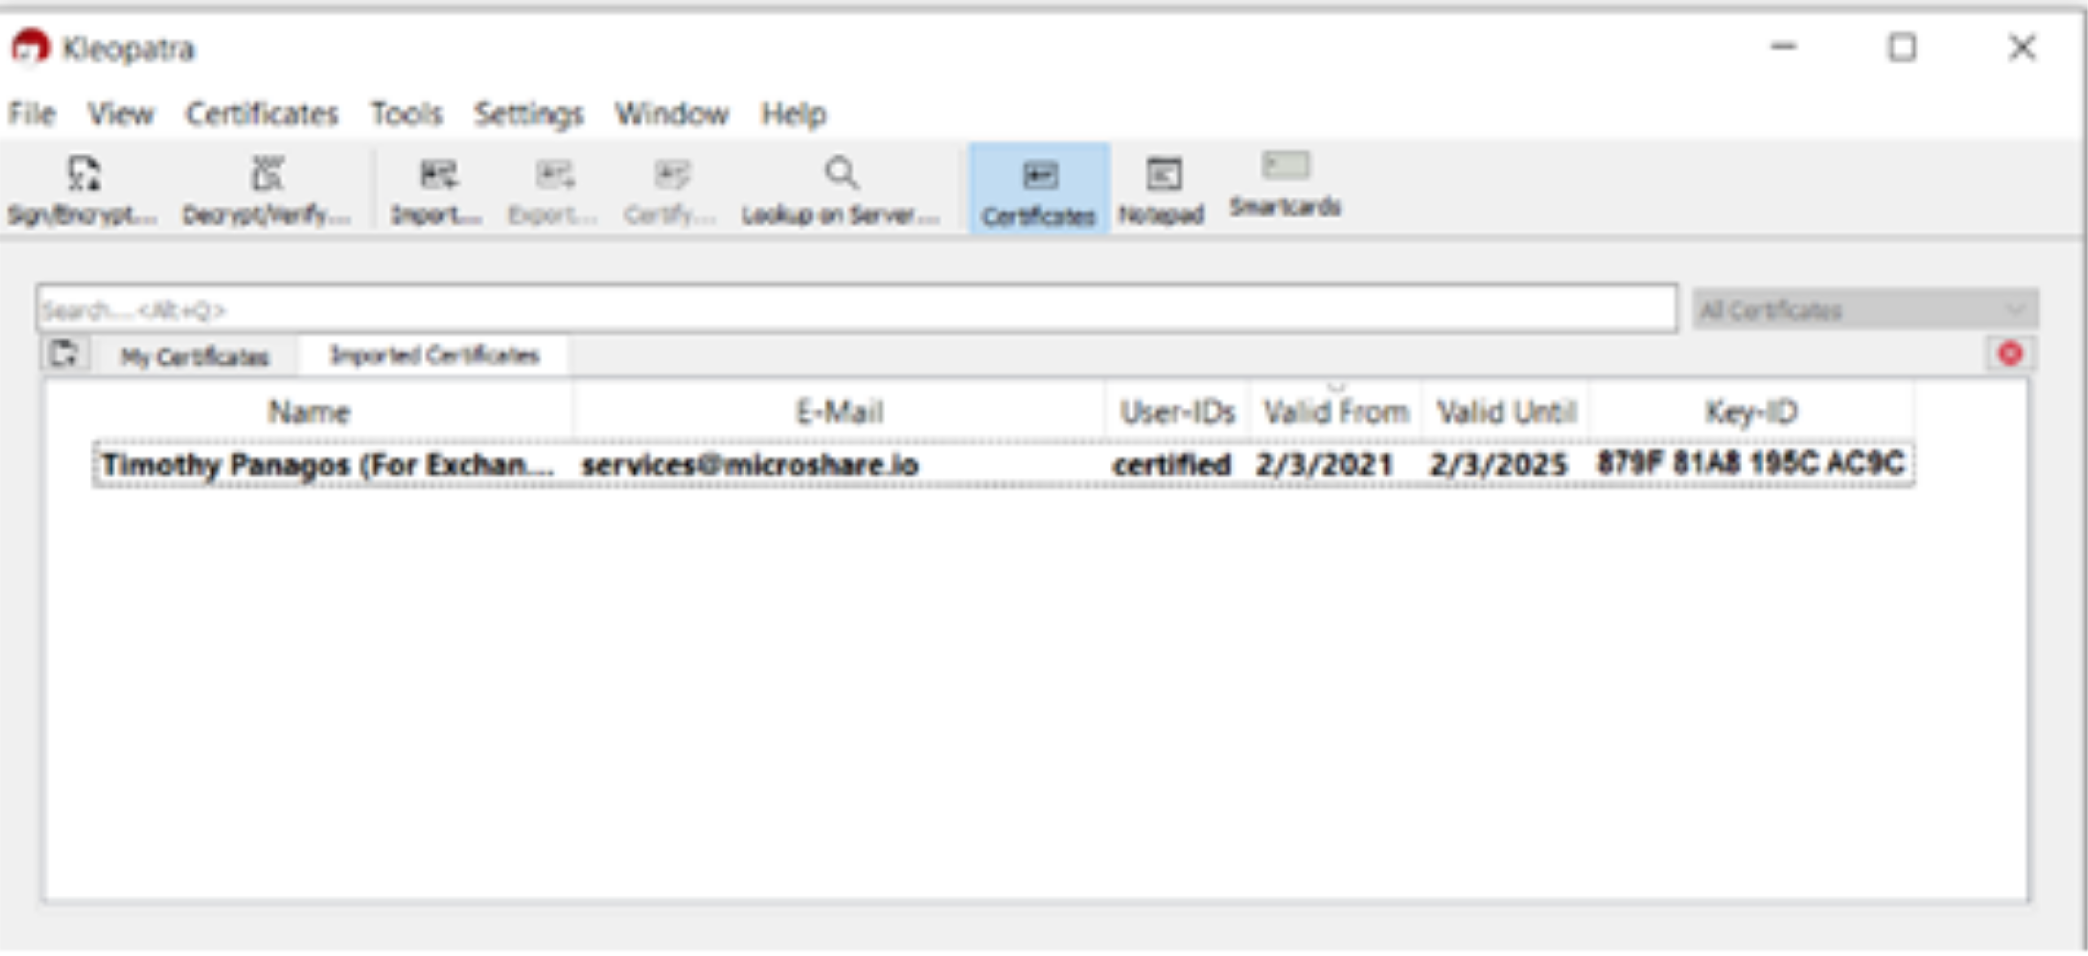 Kleopatra
File View Certificates Tools Settings Window Help
Sign/Encrypt... Decrypt/Verify... Import... Export... Certify... Lookup on Server... Certificates Notepad Smartcards
Search...<Alt+Q> All Certificates
My Certificates Imported Certificates
Name E-Mail User-IDs Valid From Valid Until Key-ID
Timothy Panagos (For Exchan... services@microshare.io certified 2/3/2021 2/3/2025 879F 81A8 195C AC9C